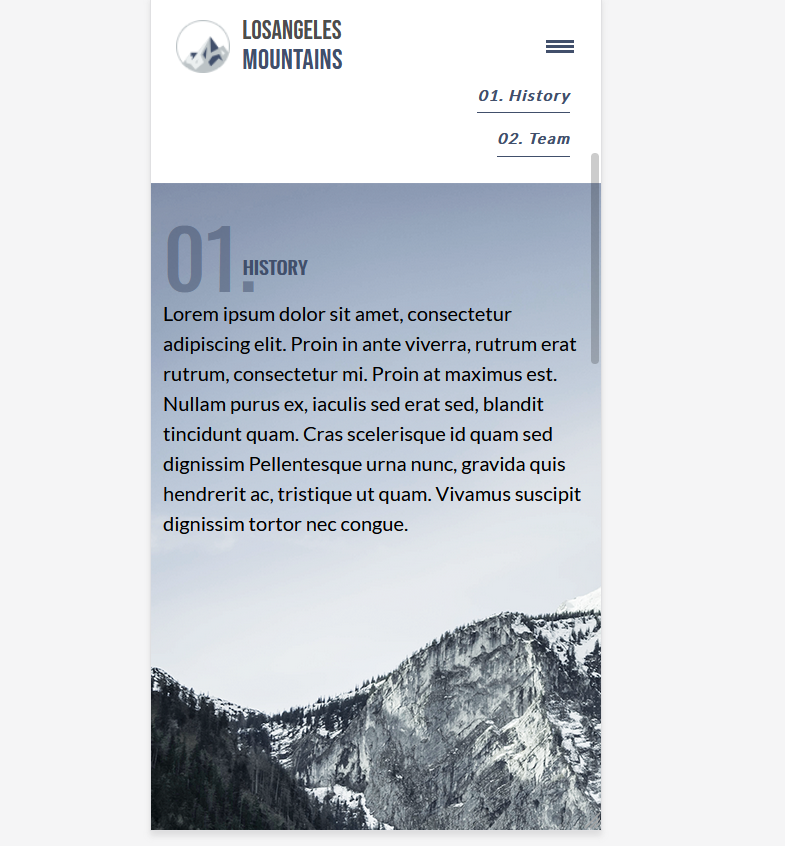 LOSANGELES
MOUNTAINS
01. History
02. Team
01. HISTORY
Lorem ipsum dolor sit amet, consectetur
adipiscing elit. Proin in ante viverra, rutrum erat
rutrum, consectetur mi. Proin at maximus est.
Nullam purus ex, iaculis sed erat sed, blandit
tincidunt quam. Cras scelerisque id quam sed
dignissim Pellentesque urna nunc, gravida quis
hendrerit ac, tristique ut quam. Vivamus suscipit
dignissim tortor nec congue.